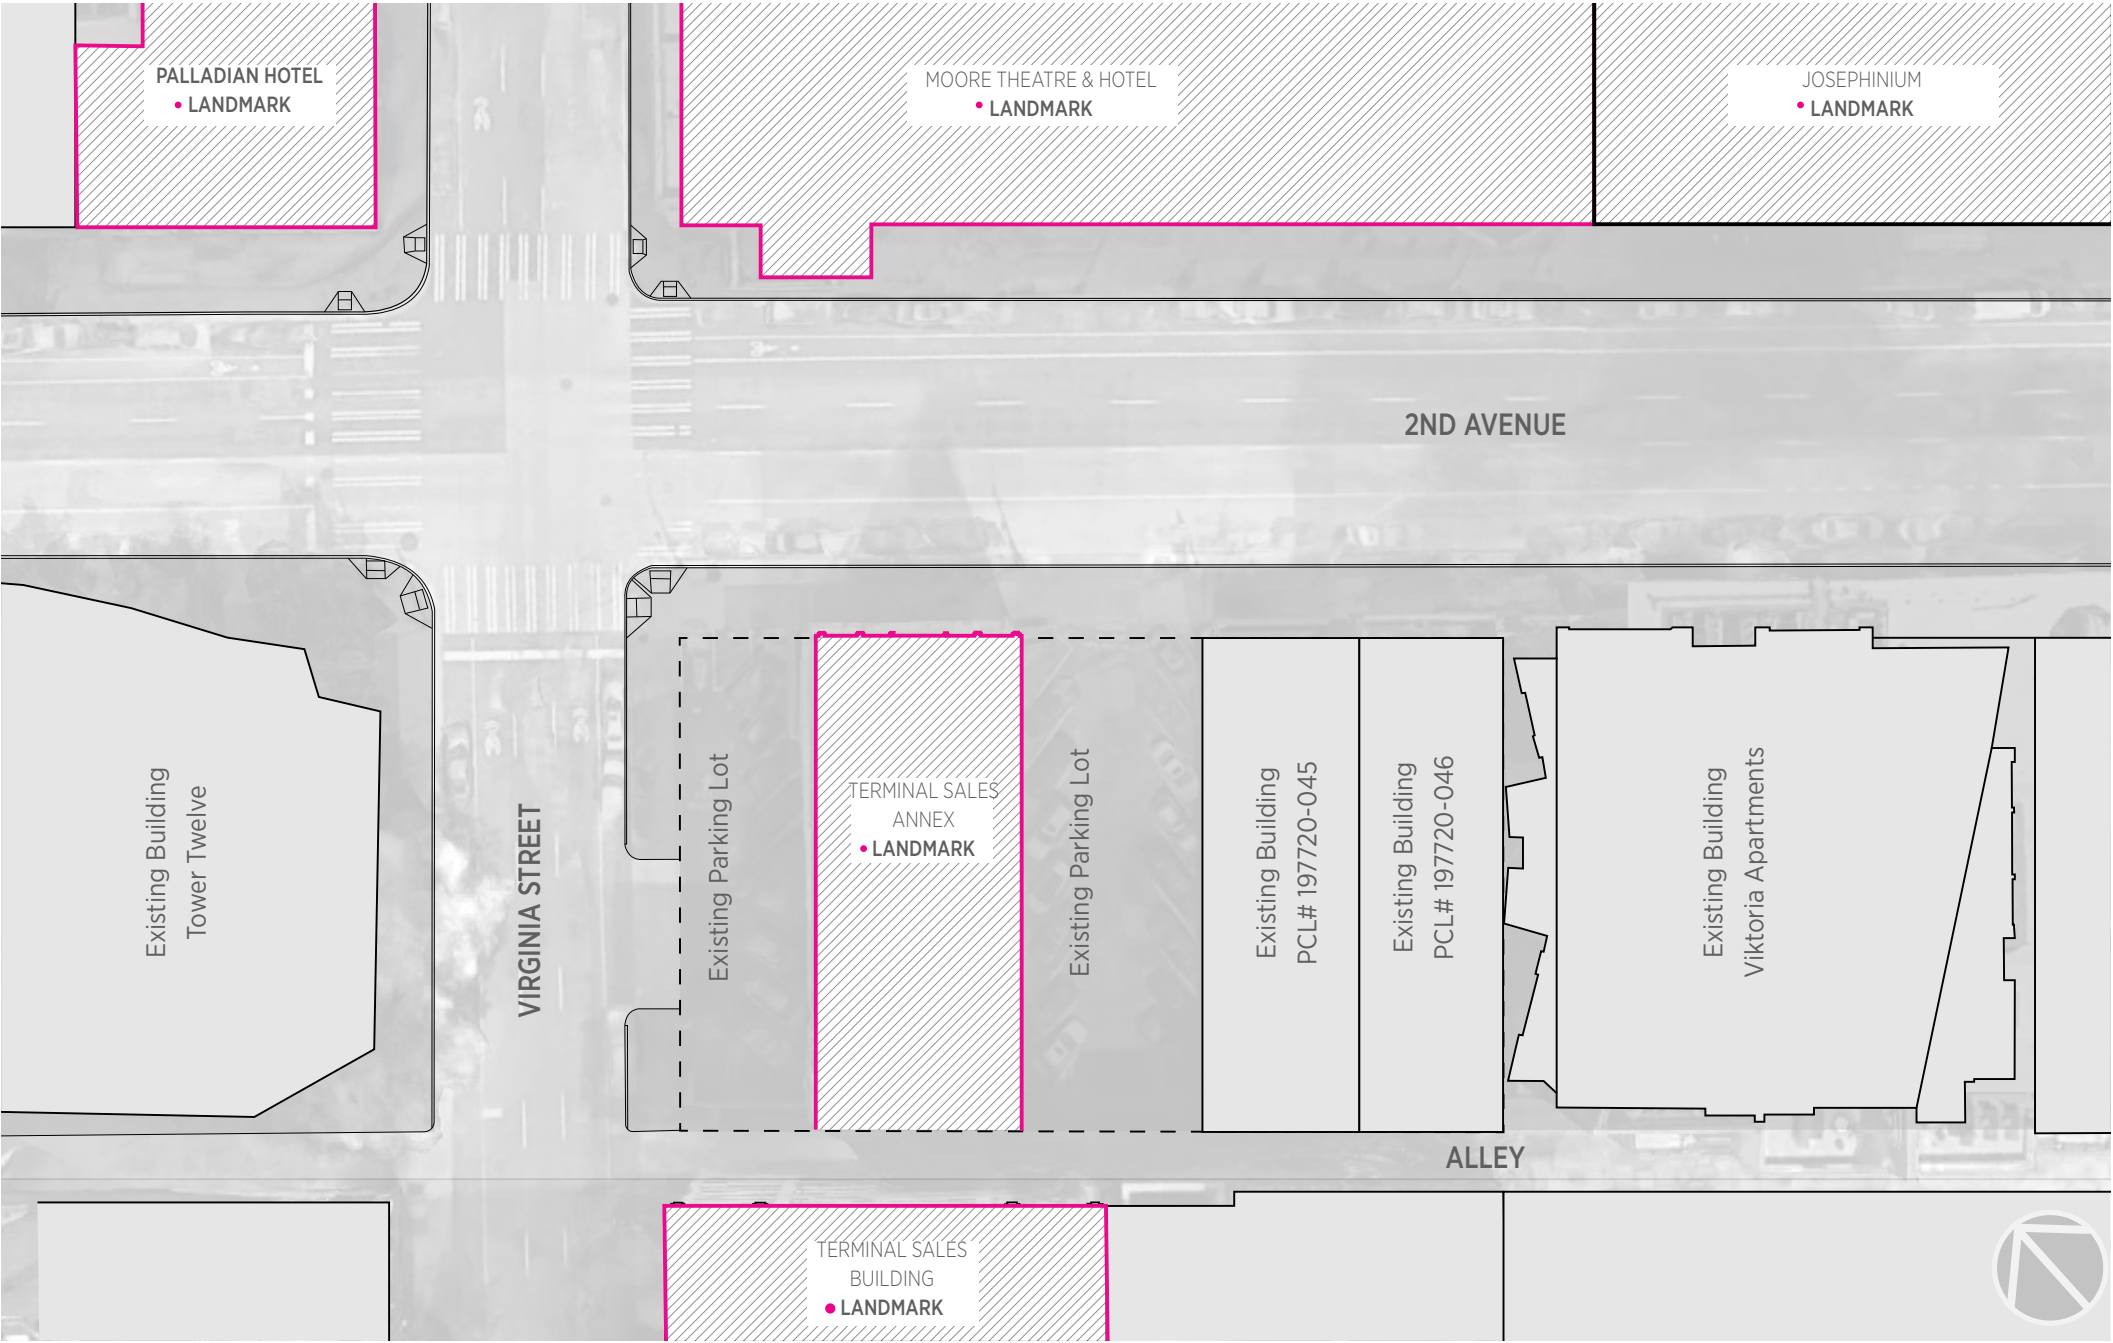 PALLADIAN HOTEL
• LANDMARK
MOORE THEATRE & HOTEL
• LANDMARK
JOSEPHINIUM
• LANDMARK
2ND AVENUE
Existing Building
Tower Twelve
VIRGINIA STREET
Existing Parking Lot
TERMINAL SALES
ANNEX
• LANDMARK
Existing Parking Lot
Existing Building
PCL# 197720-045
Existing Building
PCL# 197720-046
Existing Building
Viktoria Apartments
ALLEY
TERMINAL SALES
BUILDING
• LANDMARK